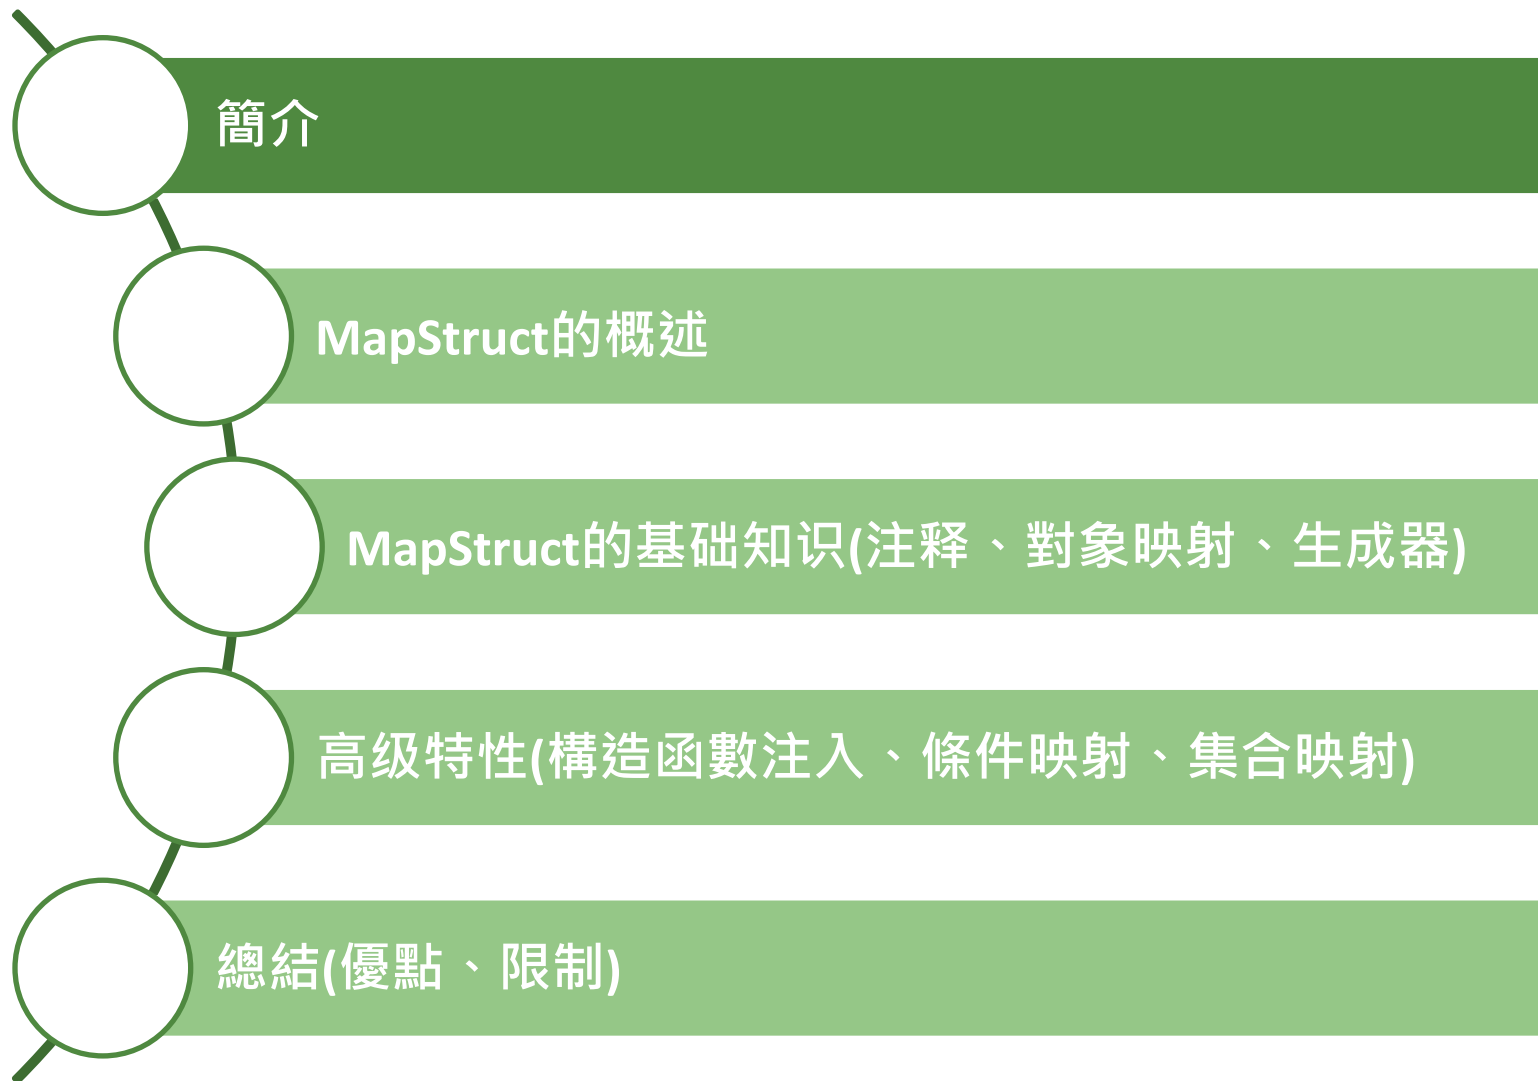 簡介
MapStruct的概述
MapStruct的基础知识(注释、對象映射、生成器)
高级特性(構造函數注入、條件映射、集合映射)
總結(優點、限制)